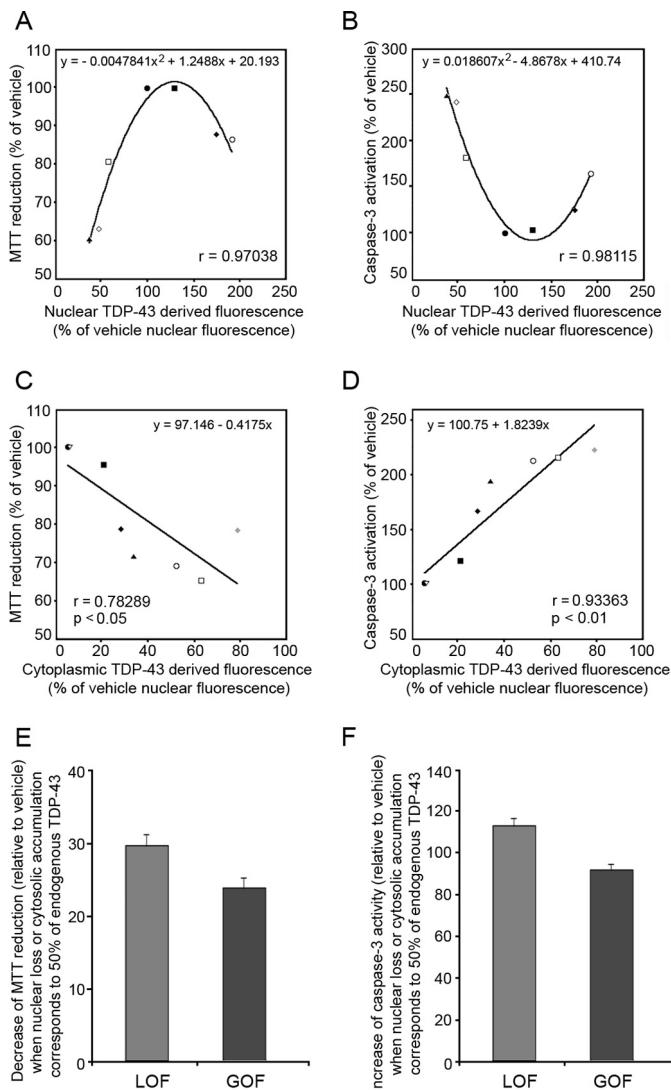 A
y = - 0.0047841x² + 1.2488x + 20.193
MTT reduction (% of vehicle)
110
100
90
80
70
60
50
r = 0.97038
0 50 100 150 200 250
Nuclear TDP-43 derived fluorescence
(% of vehicle nuclear fluorescence)
B
y = 0.018607x² - 4.8678x + 410.74
Caspase-3 activation (% of vehicle)
300
250
200
150
100
50
r = 0.98115
0 50 100 150 200 250
Nuclear TDP-43 derived fluorescence
(% of vehicle nuclear fluorescence)
C
y = 97.146 - 0.4175x
MTT reduction (% of vehicle)
110
100
90
80
70
60
50
r = 0.78289
p < 0.05
0 20 40 60 80 100
Cytoplasmic TDP-43 derived fluorescence
(% of vehicle nuclear fluorescence)
D
y = 100.75 + 1.8239x
Caspase-3 activation (% of vehicle)
250
200
150
100
50
r = 0.93363
p < 0.01
0 20 40 60 80 100
Cytoplasmic TDP-43 derived fluorescence
(% of vehicle nuclear fluorescence)
E
Decrease of MTT reduction (relative to vehicle)
when nuclear loss or cytosolic accumulation
corresponds to 50% of endogenous TDP-43
40
30
20
10
0
LOF GOF
F
ncrease of caspase-3 activity (relative to vehicle)
when nuclear loss or cytosolic accumulation
corresponds to 50% of endogenous TDP-43
140
120
100
80
60
40
20
0
LOF GOF